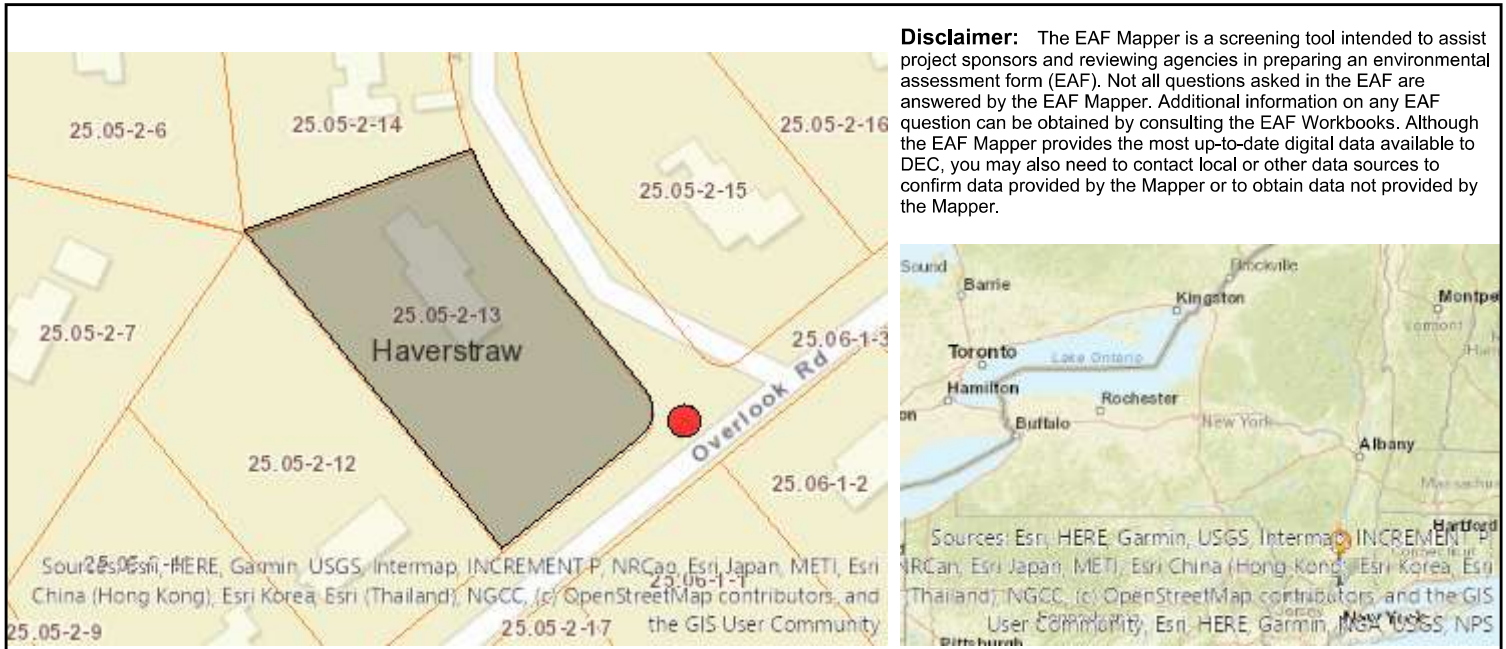 Disclaimer: The EAF Mapper is a screening tool intended to assist
project sponsors and reviewing agencies in preparing an environmental
assessment form (EAF). Not all questions asked in the EAF are
answered by the EAF Mapper. Additional information on any EAF
question can be obtained by consulting the EAF Workbooks. Although
the EAF Mapper provides the most up-to-date digital data available to
DEC, you may also need to contact local or other data sources to
confirm data provided by the Mapper or to obtain data not provided by
the Mapper.
25.05-2-6
25.05-2-14
25.05-2-16
25.05-2-15
25.05-2-7
25.05-2-13
Haverstraw
25.06-1-3
Overlook Rd
25.05-2-12
25.06-1-2
25.06-1-1
Sources: Esri, HERE, Garmin, USGS, Intermap, INCREMENT P, NRCan, Esri Japan, METI, Esri
China (Hong Kong), Esri Korea, Esri (Thailand), NGCC, (c) OpenStreetMap contributors, and
the GIS User Community
25.05-2-9
25.05-2-17
Sound
Barrie
Brockville
Kingston
Montpe
Vermont
Toronto
Lake Ontario
Hamilton
Rochester
Buffalo
New York
Albany
Massachus
Hartford
Connecticut
Sources: Esri, HERE, Garmin, USGS, Intermap, INCREMENT P,
NRCan, Esri Japan, METI, Esri China (Hong Kong), Esri Korea, Esri
(Thailand), NGCC, (c) OpenStreetMap contributors, and the GIS
User Community, Esri, HERE, Garmin, NGA, USGS, NPS
New York
Pittsburgh